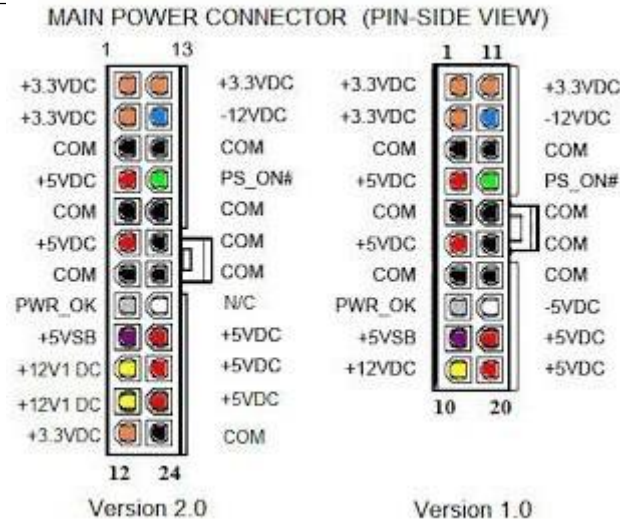 MAIN POWER CONNECTOR (PIN-SIDE VIEW)
1 13
+3.3VDC +3.3VDC
+3.3VDC -12VDC
COM COM
+5VDC PS_ON#
COM COM
+5VDC COM
COM COM
PWR_OK N/C
+5VSB +5VDC
+12V1 DC +5VDC
+12V1 DC +5VDC
+3.3VDC COM
12 24
Version 2.0
1 11
+3.3VDC +3.3VDC
+3.3VDC -12VDC
COM COM
+5VDC PS_ON#
COM COM
+5VDC COM
COM COM
PWR_OK -5VDC
+5VSB +5VDC
+12VDC +5VDC
10 20
Version 1.0